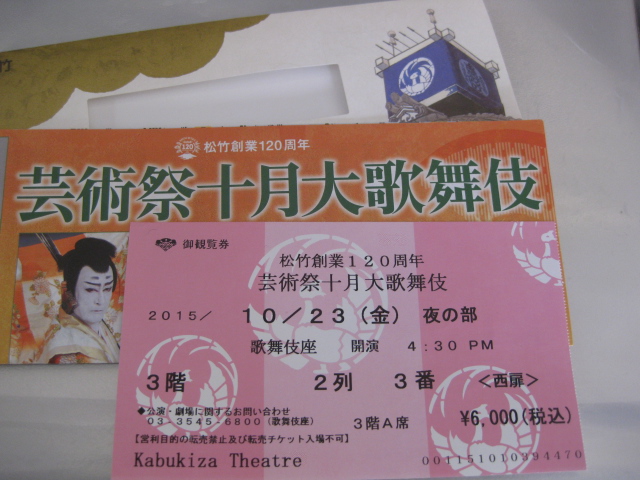 竹
120 松竹創業120周年
芸術祭十月大歌舞伎
御観覧券
松竹創業120周年
芸術祭十月大歌舞伎
2015/ 10/23(金) 夜の部
歌舞伎座 開演 4:30 PM
3階 2列 3番 <西扉>
◆公演・劇場に関するお問い合わせ
03-3545-6800(歌舞伎座) 3階A席 ¥6,000(税込)
【営利目的の転売禁止及び転売チケット入場不可】
Kabukiza Theatre 001151010394470